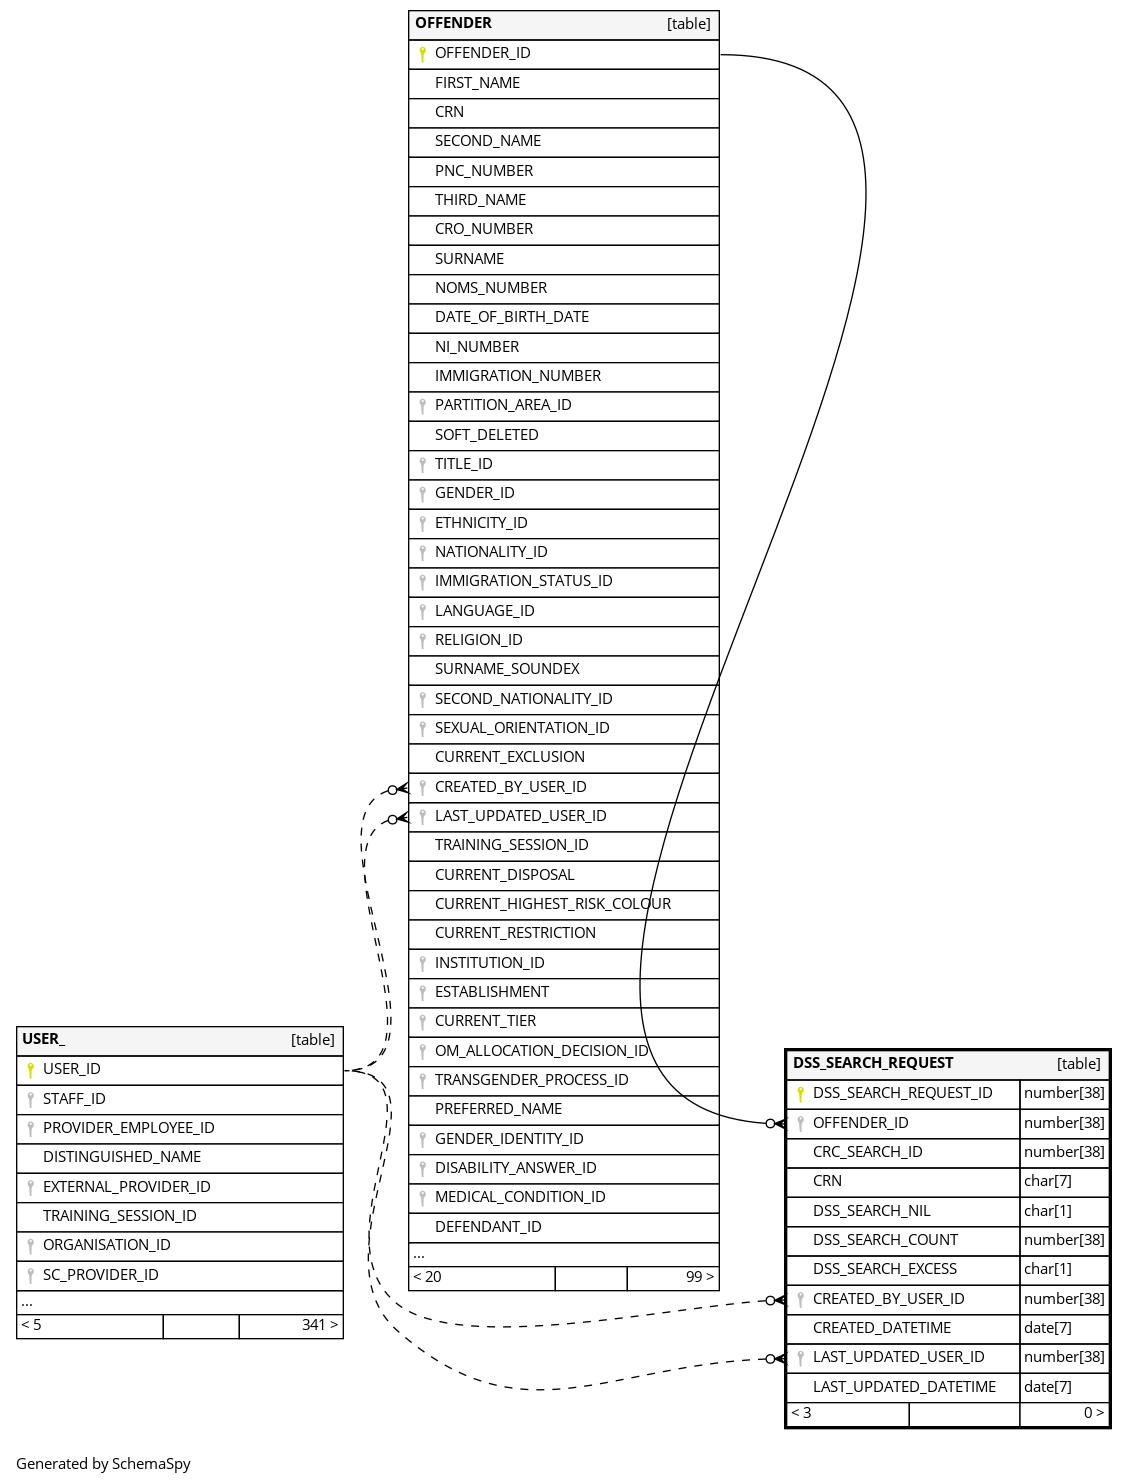 OFFENDER [table]
OFFENDER_ID
FIRST_NAME
CRN
SECOND_NAME
PNC_NUMBER
THIRD_NAME
CRO_NUMBER
SURNAME
NOMS_NUMBER
DATE_OF_BIRTH_DATE
NI_NUMBER
IMMIGRATION_NUMBER
PARTITION_AREA_ID
SOFT_DELETED
TITLE_ID
GENDER_ID
ETHNICITY_ID
NATIONALITY_ID
IMMIGRATION_STATUS_ID
LANGUAGE_ID
RELIGION_ID
SURNAME_SOUNDEX
SECOND_NATIONALITY_ID
SEXUAL_ORIENTATION_ID
CURRENT_EXCLUSION
CREATED_BY_USER_ID
LAST_UPDATED_USER_ID
TRAINING_SESSION_ID
CURRENT_DISPOSAL
CURRENT_HIGHEST_RISK_COLOUR
CURRENT_RESTRICTION
INSTITUTION_ID
ESTABLISHMENT
CURRENT_TIER
OM_ALLOCATION_DECISION_ID
TRANSGENDER_PROCESS_ID
PREFERRED_NAME
GENDER_IDENTITY_ID
DISABILITY_ANSWER_ID
MEDICAL_CONDITION_ID
DEFENDANT_ID
...
< 20 99 >
USER_ [table]
USER_ID
STAFF_ID
PROVIDER_EMPLOYEE_ID
DISTINGUISHED_NAME
EXTERNAL_PROVIDER_ID
TRAINING_SESSION_ID
ORGANISATION_ID
SC_PROVIDER_ID
...
< 5 341 >
DSS_SEARCH_REQUEST [table]
DSS_SEARCH_REQUEST_ID number[38]
OFFENDER_ID number[38]
CRC_SEARCH_ID number[38]
CRN char[7]
DSS_SEARCH_NIL char[1]
DSS_SEARCH_COUNT number[38]
DSS_SEARCH_EXCESS char[1]
CREATED_BY_USER_ID number[38]
CREATED_DATETIME date[7]
LAST_UPDATED_USER_ID number[38]
LAST_UPDATED_DATETIME date[7]
< 3 0 >
Generated by SchemaSpy